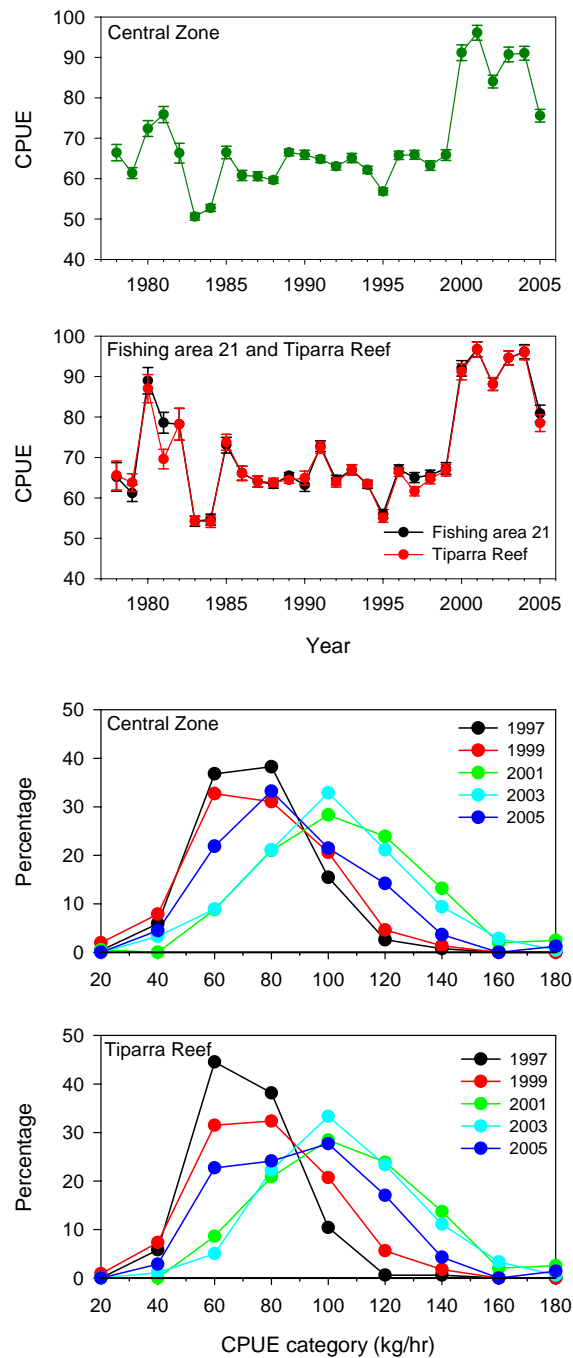 Central Zone
100
90
80
70
60
50
40
CPUE
1980 1985 1990 1995 2000 2005
Fishing area 21 and Tiparra Reef
100
90
80
70
60
50
40
CPUE
Fishing area 21
Tiparra Reef
1980 1985 1990 1995 2000 2005
Year
Central Zone
50
40
30
20
10
0
Percentage
1997
1999
2001
2003
2005
20 40 60 80 100 120 140 160 180
Tiparra Reef
50
40
30
20
10
0
Percentage
1997
1999
2001
2003
2005
20 40 60 80 100 120 140 160 180
CPUE category (kg/hr)